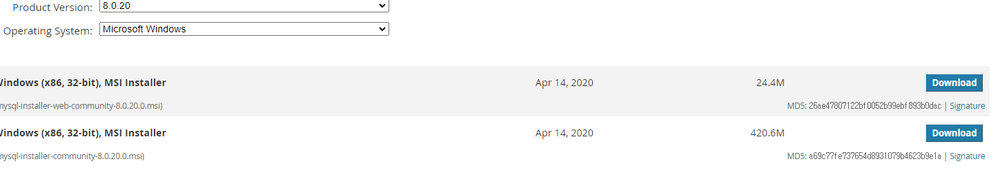 Product Version: 8.0.20
Operating System: Microsoft Windows
Windows (x86, 32-bit), MSI Installer Apr 14, 2020 24.4M Download
mysql-installer-web-community-8.0.20.0.msi) MD5: 26ae47807122bf0052b99ebf893b0dac | Signature
Windows (x86, 32-bit), MSI Installer Apr 14, 2020 420.6M Download
mysql-installer-community-8.0.20.0.msi) MD5: a69c77fe737654d8931079b4623b9e1a | Signature